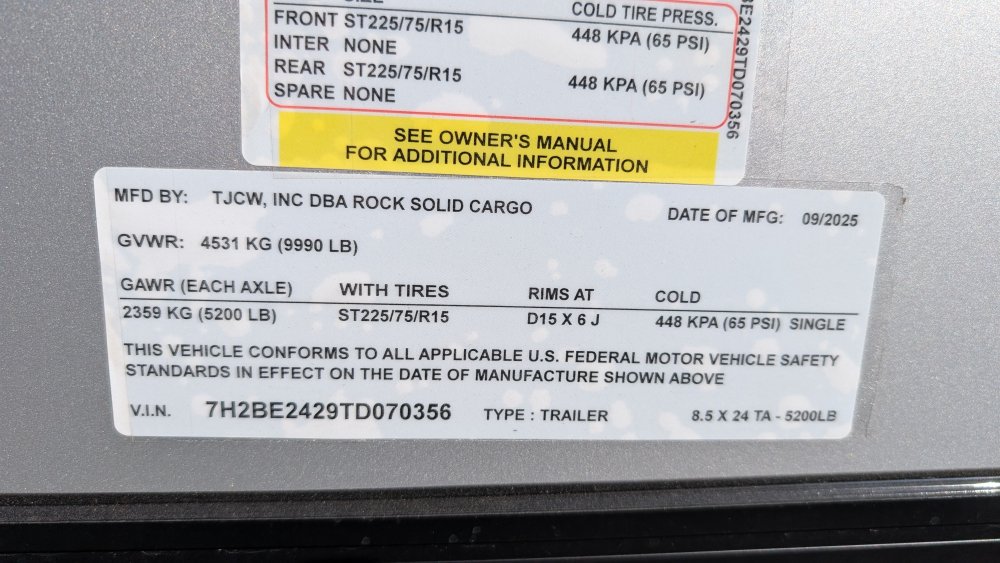 COLD TIRE PRESS.
FRONT ST225/75/R15 448 KPA (65 PSI)
INTER NONE
REAR ST225/75/R15 448 KPA (65 PSI)
SPARE NONE
SEE OWNER'S MANUAL
FOR ADDITIONAL INFORMATION
BE2429TD070356
MFD BY: TJCW, INC DBA ROCK SOLID CARGO DATE OF MFG: 09/2025
GVWR: 4531 KG (9990 LB)
GAWR (EACH AXLE) WITH TIRES RIMS AT COLD
2359 KG (5200 LB) ST225/75/R15 D15 X 6 J 448 KPA (65 PSI) SINGLE
THIS VEHICLE CONFORMS TO ALL APPLICABLE U.S. FEDERAL MOTOR VEHICLE SAFETY
STANDARDS IN EFFECT ON THE DATE OF MANUFACTURE SHOWN ABOVE
V.I.N. 7H2BE2429TD070356 TYPE : TRAILER 8.5 X 24 TA - 5200LB